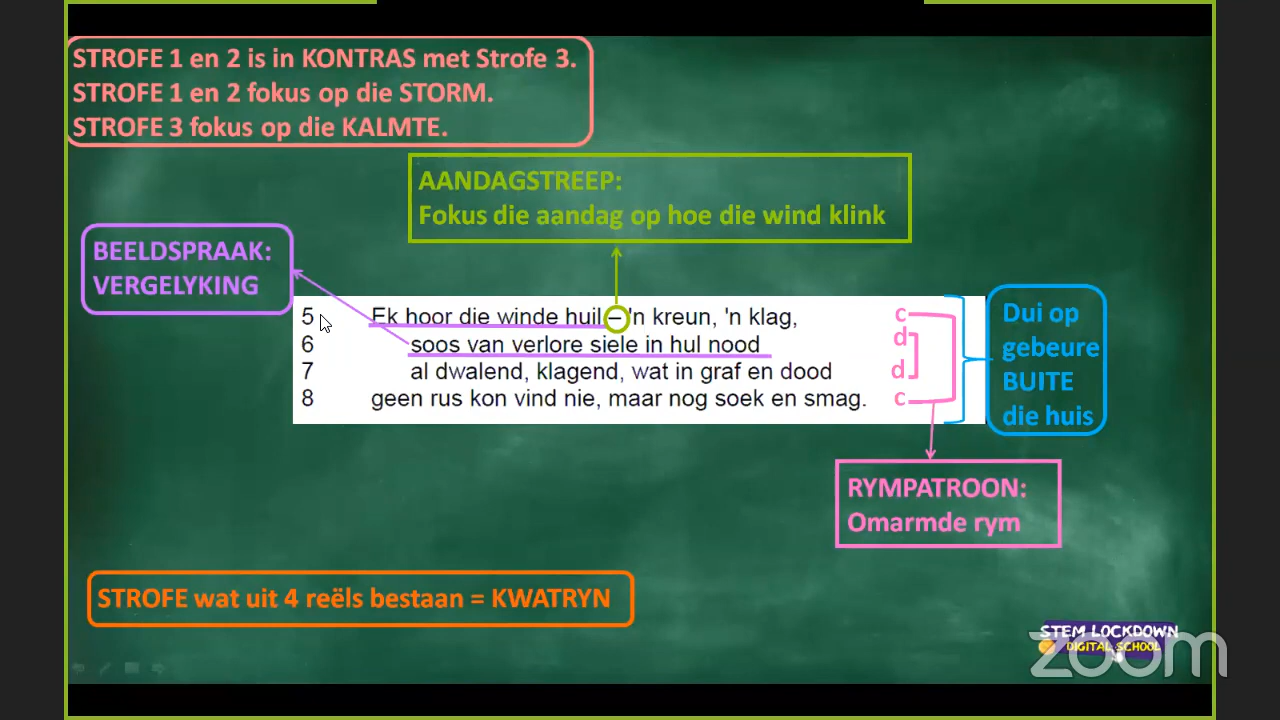 STROFE 1 en 2 is in KONTRAS met Strofe 3.
STROFE 1 en 2 fokus op die STORM.
STROFE 3 fokus op die KALMTE.
AANDAGSTREEP:
Fokus die aandag op hoe die wind klink
BEELDSPRAAK:
VERGELYKING
5 Ek hoor die winde huil – 'n kreun, 'n klag, c
6 soos van verlore siele in hul nood d
7 al dwalend, klagend, wat in graf en dood d
8 geen rus kon vind nie, maar nog soek en smag. c
Dui op
gebeure
BUITE
die huis
RYMPATROON:
Omarmde rym
STROFE wat uit 4 reëls bestaan = KWATRYN
STEM LOCKDOWN
DIGITAL SCHOOL
zoom